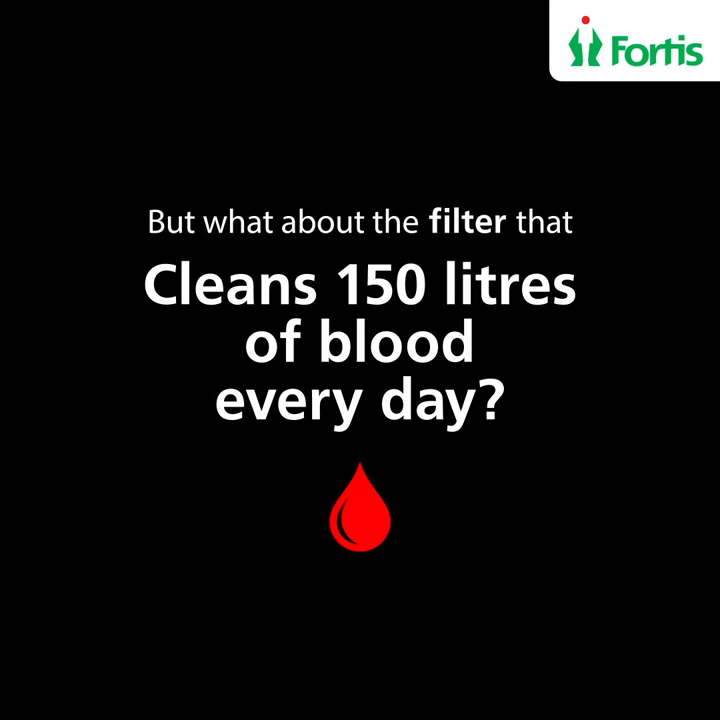 Fortis
But what about the filter that
Cleans 150 litres
of blood
every day?